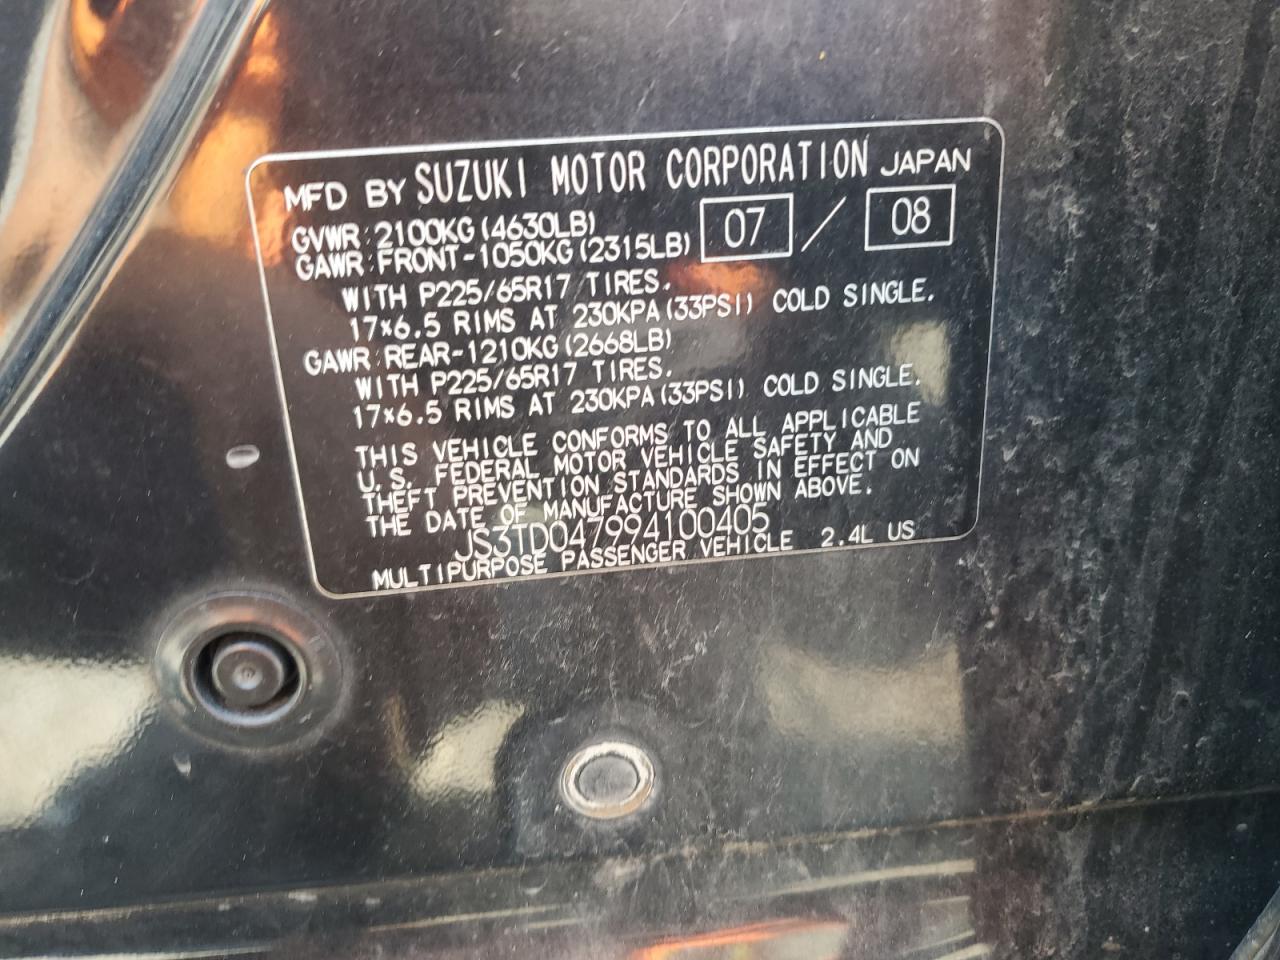 MFD BY SUZUKI MOTOR CORPORATION JAPAN
GVWR: 2100KG (4630LB) 07 / 08
GAWR: FRONT-1050KG (2315LB)
WITH P225/65R17 TIRES.
17×6.5 RIMS AT 230KPA (33PSI) COLD SINGLE.
GAWR: REAR-1210KG (2668LB)
WITH P225/65R17 TIRES.
17×6.5 RIMS AT 230KPA (33PSI) COLD SINGLE.
THIS VEHICLE CONFORMS TO ALL APPLICABLE
U.S. FEDERAL MOTOR VEHICLE SAFETY AND
THEFT PREVENTION STANDARDS IN EFFECT ON
THE DATE OF MANUFACTURE SHOWN ABOVE.
JS3TD047994100405
MULTIPURPOSE PASSENGER VEHICLE 2.4L US